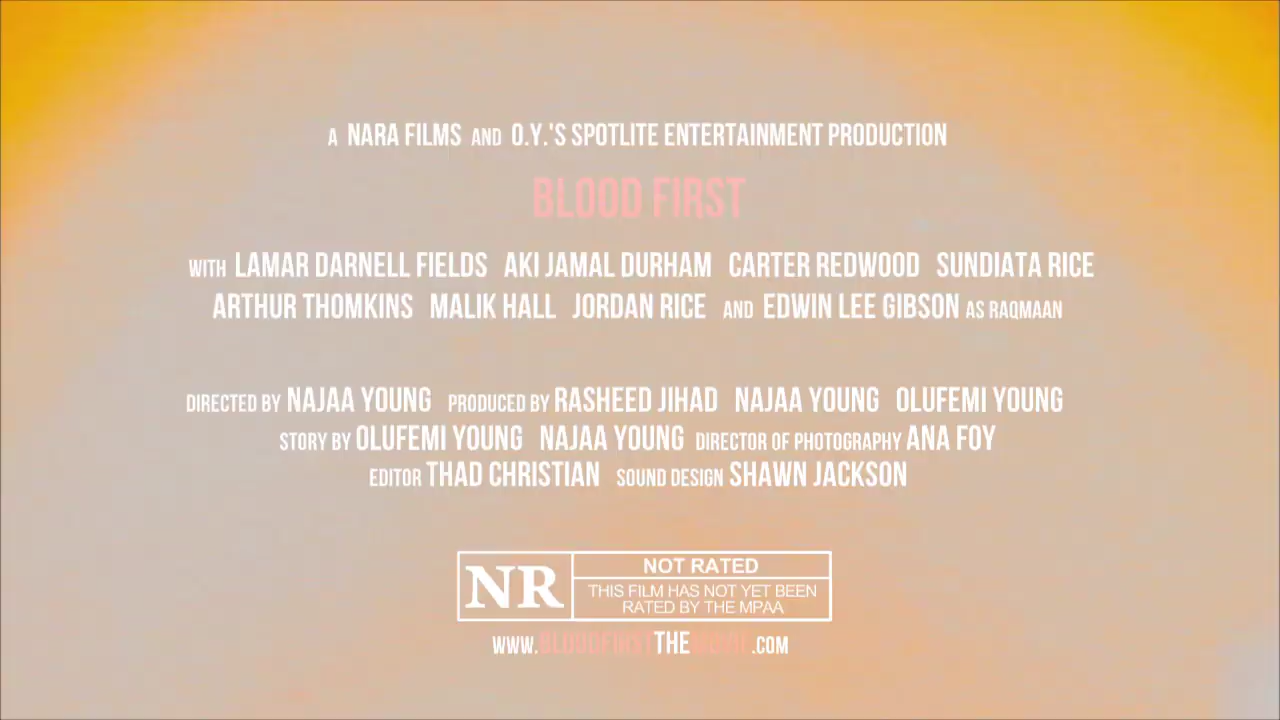 A NARA FILMS AND O.Y.'S SPOTLITE ENTERTAINMENT PRODUCTION
BLOOD FIRST
WITH LAMAR DARNELL FIELDS AKI JAMAL DURHAM CARTER REDWOOD SUNDIATA RICE
ARTHUR THOMKINS MALIK HALL JORDAN RICE AND EDWIN LEE GIBSON AS RAQMAAN
DIRECTED BY NAJAA YOUNG PRODUCED BY RASHEED JIHAD NAJAA YOUNG OLUFEMI YOUNG
STORY BY OLUFEMI YOUNG NAJAA YOUNG DIRECTOR OF PHOTOGRAPHY ANA FOY
EDITOR THAD CHRISTIAN SOUND DESIGN SHAWN JACKSON
NR NOT RATED
THIS FILM HAS NOT YET BEEN
RATED BY THE MPAA
WWW.BLOODFIRSTTHEMOVIE.COM